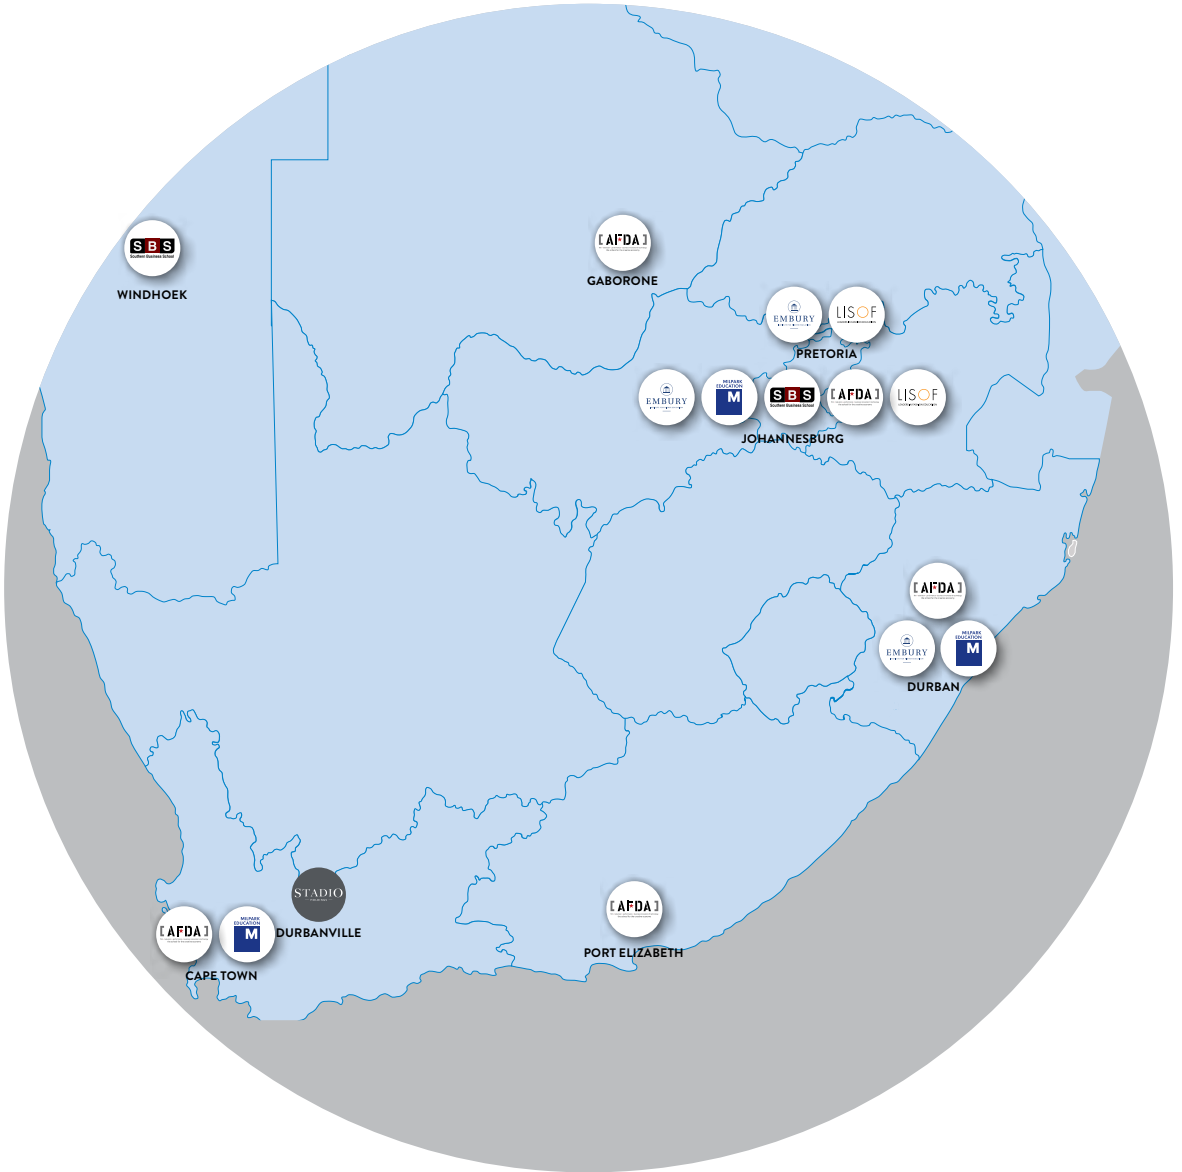 AFDA
GABORONE
SBS
Southern Business School
WINDHOEK
EMBURY
LISOF
PRETORIA
EMBURY
MILPARK
EDUCATION
M
SBS
Southern Business School
AFDA
LISOF
JOHANNESBURG
AFDA
EMBURY
MILPARK
EDUCATION
M
DURBAN
STADIO
DURBANVILLE
AFDA
MILPARK
EDUCATION
M
CAPE TOWN
AFDA
PORT ELIZABETH